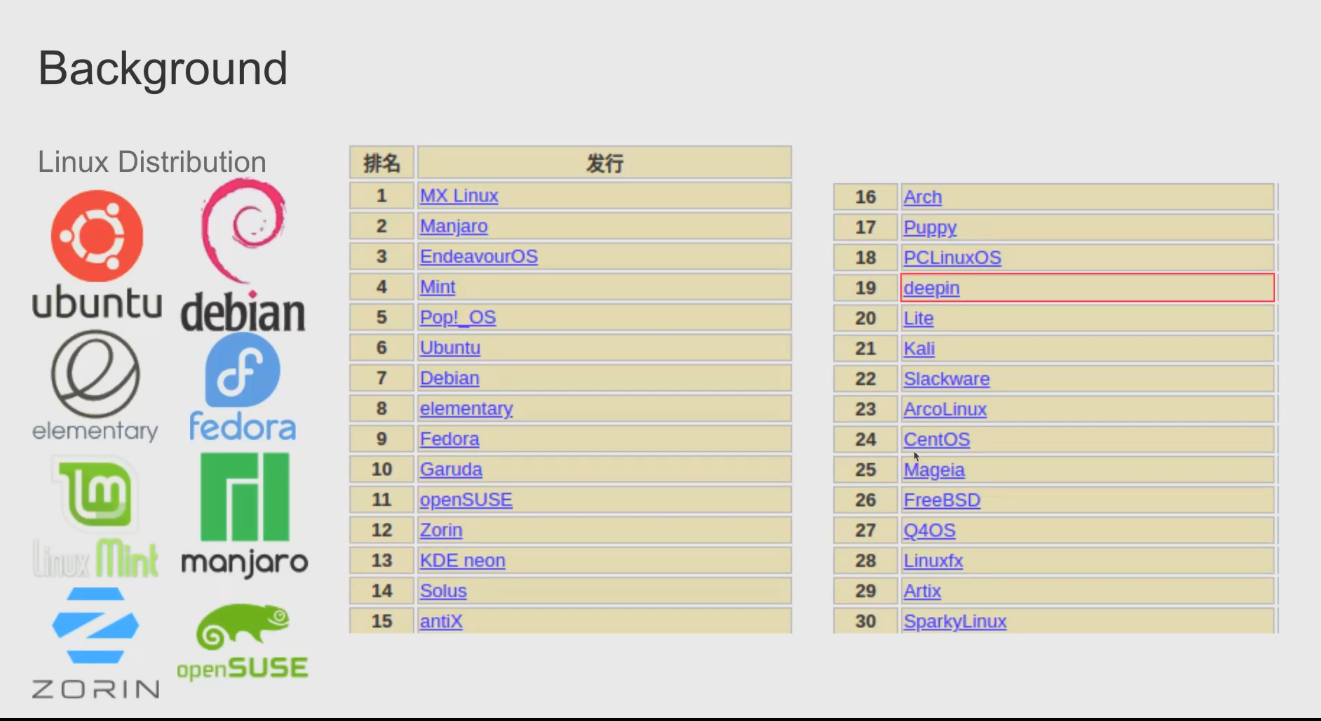 Background
Linux Distribution
ubuntu
debian
elementary
fedora
Linux Mint
manjaro
ZORIN
openSUSE
排名 发行
1 MX Linux
2 Manjaro
3 EndeavourOS
4 Mint
5 Pop!_OS
6 Ubuntu
7 Debian
8 elementary
9 Fedora
10 Garuda
11 openSUSE
12 Zorin
13 KDE neon
14 Solus
15 antiX
16 Arch
17 Puppy
18 PCLinuxOS
19 deepin
20 Lite
21 Kali
22 Slackware
23 ArcoLinux
24 CentOS
25 Mageia
26 FreeBSD
27 Q4OS
28 Linuxfx
29 Artix
30 SparkyLinux